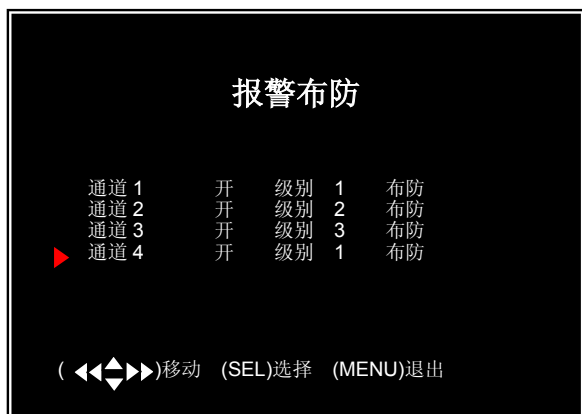 报警布防
通道 1 开 级别 1 布防
通道 2 开 级别 2 布防
通道 3 开 级别 3 布防
通道 4 开 级别 1 布防
( )移动 (SEL)选择 (MENU)退出